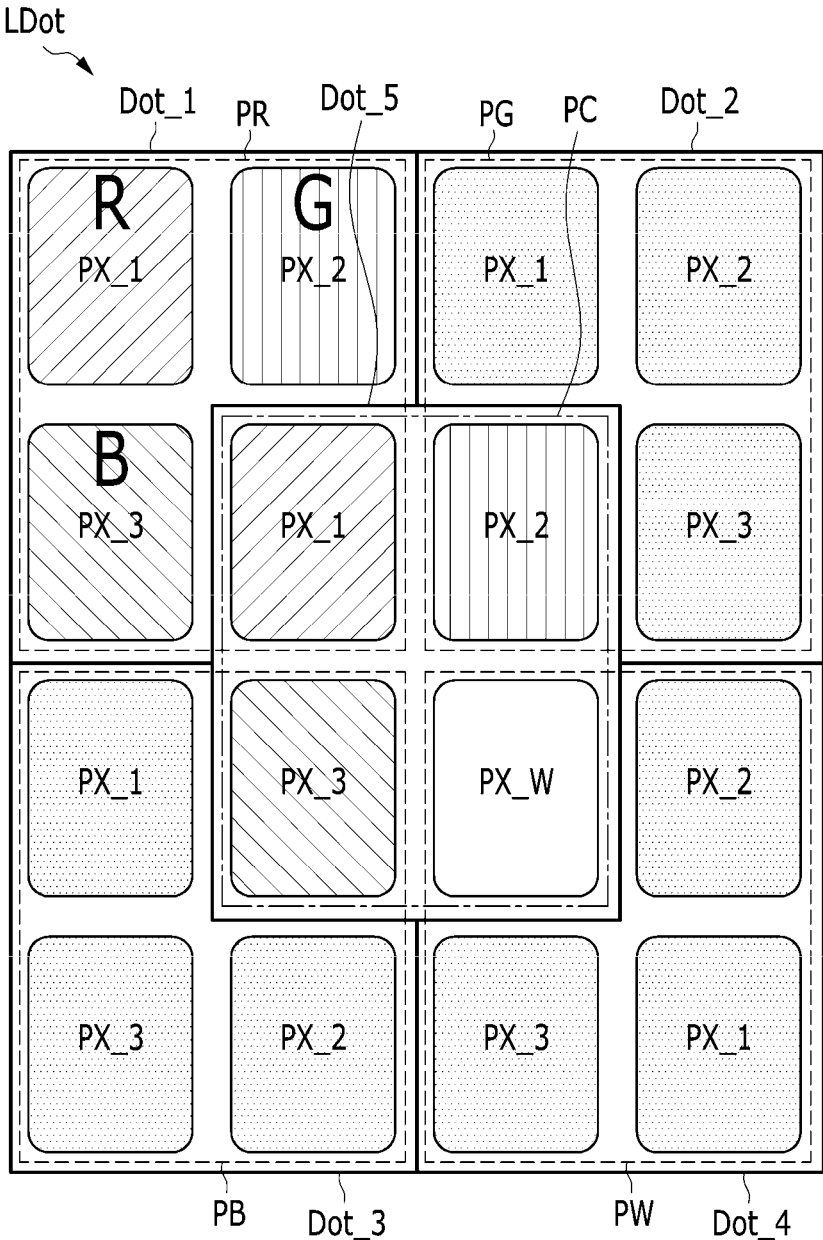 LDot
Dot_1 PR Dot_5 PG PC Dot_2
R G
PX_1 PX_2 PX_1 PX_2
B
PX_3 PX_1 PX_2 PX_3
PX_1 PX_3 PX_W PX_2
PX_3 PX_2 PX_3 PX_1
PB Dot_3 PW Dot_4